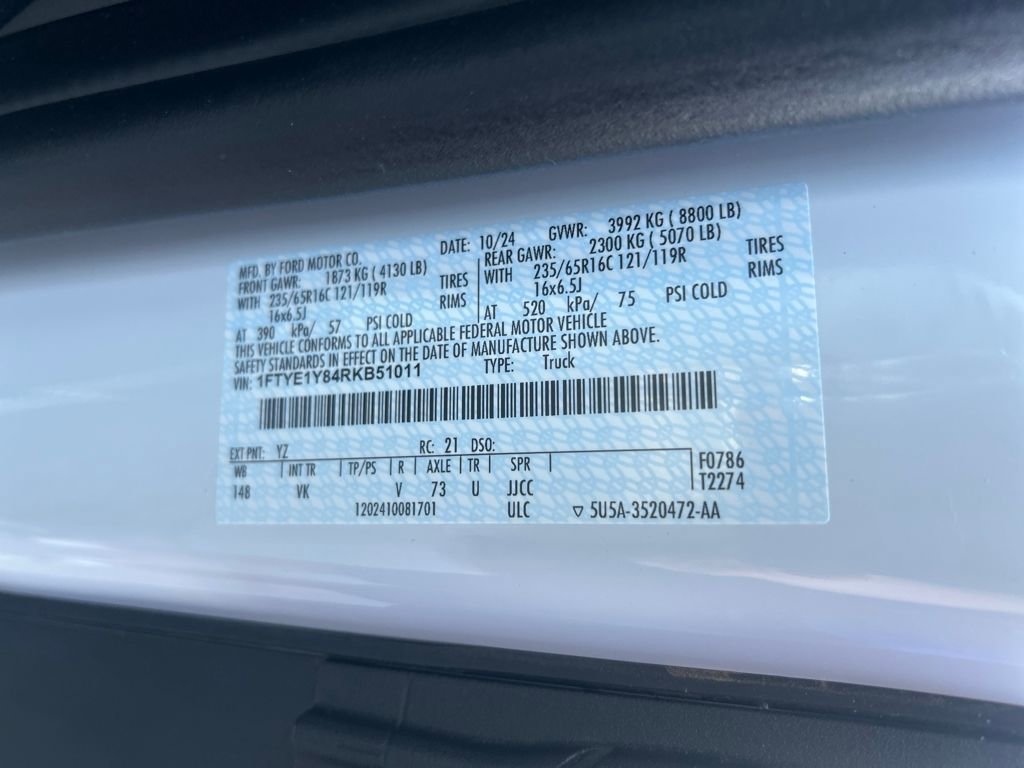 MFD. BY FORD MOTOR CO. DATE: 10/24 GVWR: 3992 KG ( 8800 LB)
FRONT GAWR: 1873 KG ( 4130 LB) REAR GAWR: 2300 KG ( 5070 LB)
WITH 235/65R16C 121/119R TIRES WITH 235/65R16C 121/119R TIRES
16x6.5J RIMS 16x6.5J RIMS
AT 390 kPa/ 57 PSI COLD AT 520 kPa/ 75 PSI COLD
THIS VEHICLE CONFORMS TO ALL APPLICABLE FEDERAL MOTOR VEHICLE
SAFETY STANDARDS IN EFFECT ON THE DATE OF MANUFACTURE SHOWN ABOVE.
VIN: 1FTYE1Y84RKB51011 TYPE: Truck
EXT PNT: YZ RC: 21 DSO:
WB INT TR TP/PS R AXLE TR SPR F0786
148 VK V 73 U JJCC T2274
1202410081701 ULC ▽ 5U5A-3520472-AA